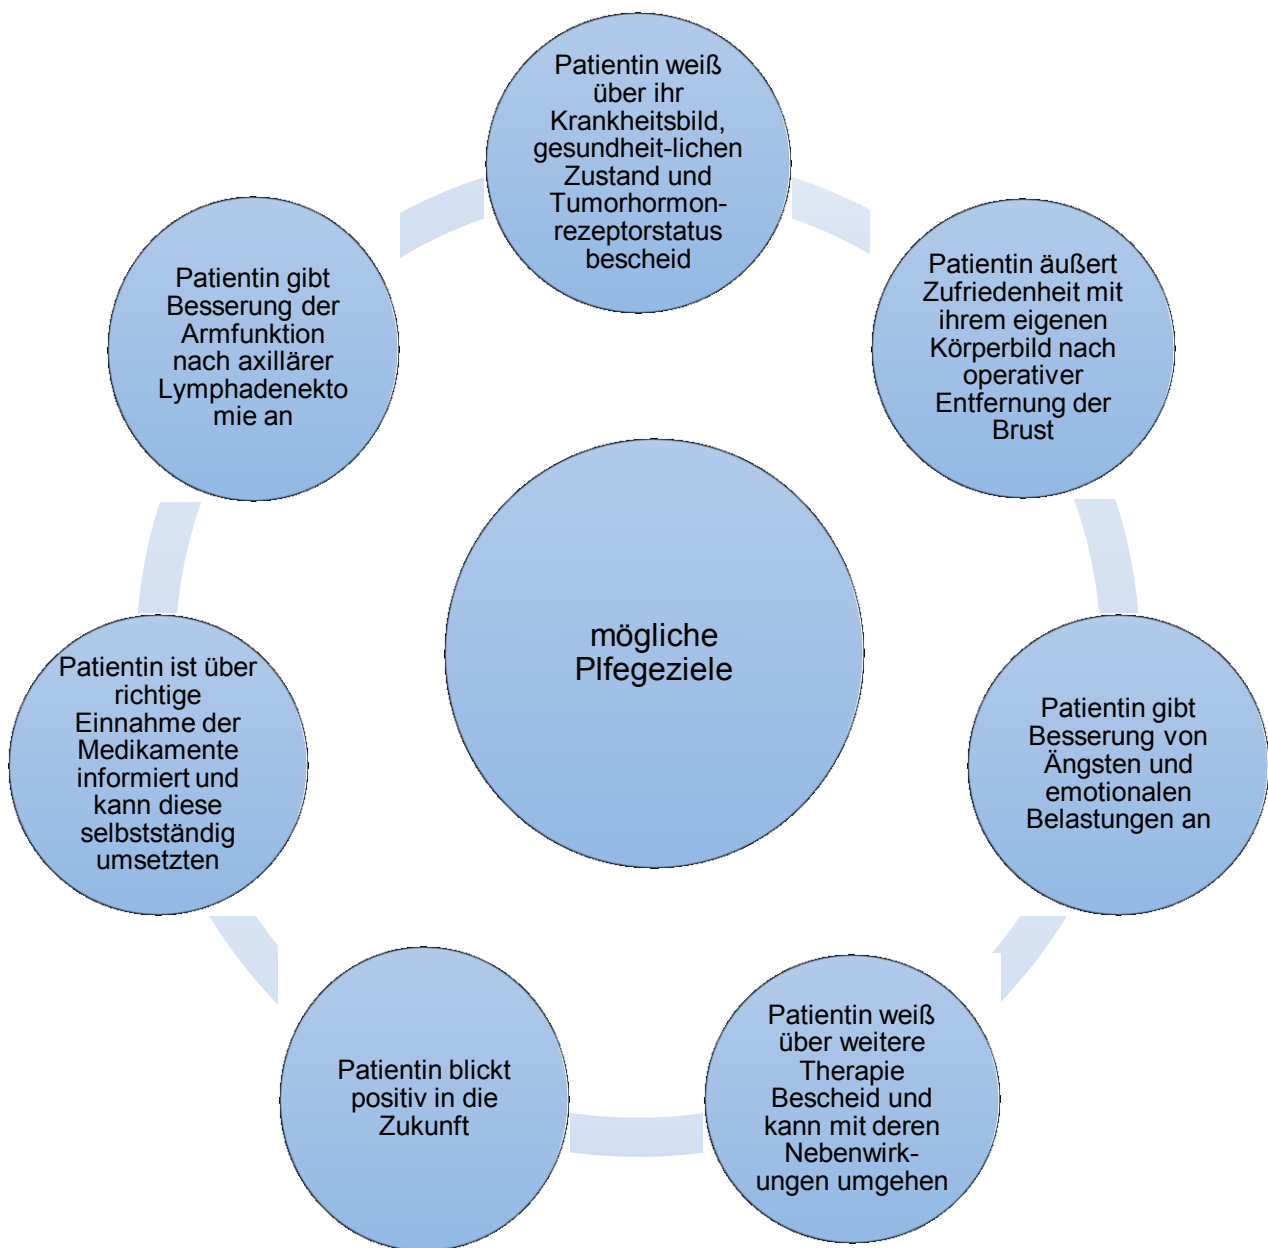 Patientin weiß
über ihr
Krankheitsbild,
gesundheit-lichen
Zustand und
Tumorhormon-
rezeptorstatus
bescheid
Patientin äußert
Zufriedenheit mit
ihrem eigenen
Körperbild nach
operativer
Entfernung der
Brust
Patientin gibt
Besserung von
Ängsten und
emotionalen
Belastungen an
Patientin weiß
über weitere
Therapie
Bescheid und
kann mit deren
Nebenwirk-
ungen umgehen
Patientin blickt
positiv in die
Zukunft
Patientin ist über
richtige
Einnahme der
Medikamente
informiert und
kann diese
selbstständig
umsetzten
Patientin gibt
Besserung der
Armfunktion
nach axillärer
Lymphadenekto
mie an
mögliche
Plfegeziele